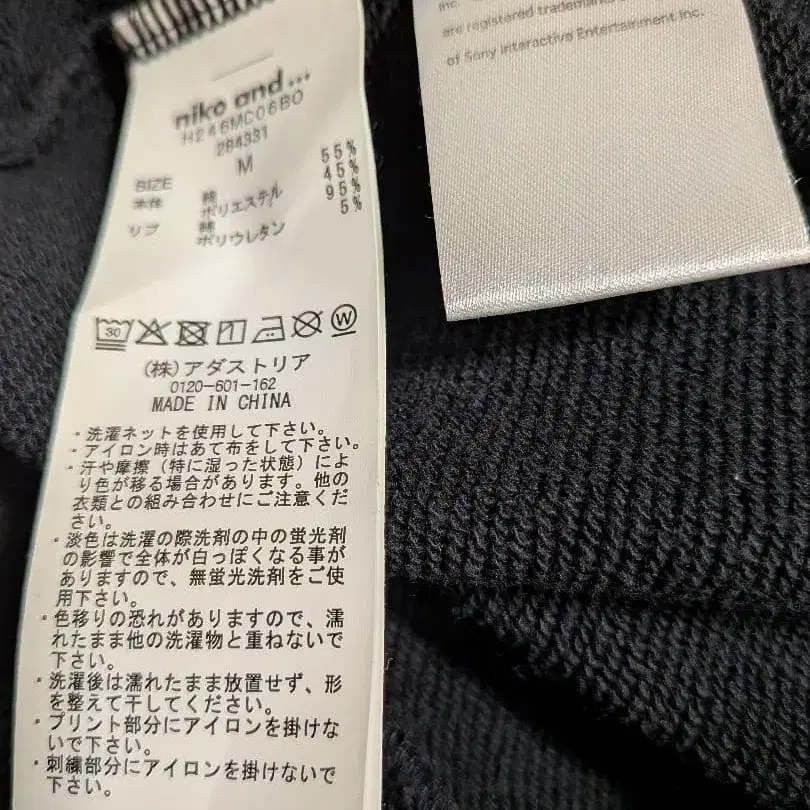 niko and...
H246MC06B0
284331
SIZE M
本体 綿 55%
ポリエステル 45%
リブ 綿 95%
ポリウレタン 5%
30
W
(株)アダストリア
0120-601-162
MADE IN CHINA
・洗濯ネットを使用して下さい。
・アイロン時はあて布をして下さい。
・汗や摩擦(特に湿った状態)によ
り色が移る場合があります。他の
衣類との組み合わせにご注意くだ
さい。
・淡色は洗濯の際洗剤の中の蛍光剤
の影響で全体が白っぽくなる事が
ありますので、無蛍光洗剤をご使
用下さい。
・色移りの恐れがありますので、濡
れたまま他の洗濯物と重ねないで
下さい。
・洗濯後は濡れたまま放置せず、形
を整えて干してください。
・プリント部分にアイロンを掛けな
いで下さい。
・刺繍部分にアイロンを掛けないで
下さい。
Inc.
are registered trademarks
of Sony Interactive Entertainment Inc.